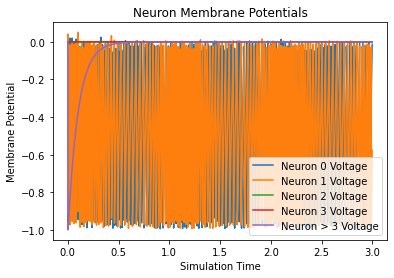 Neuron Membrane Potentials
Membrane Potential
0.0
−0.2
−0.4
−0.6
−0.8
−1.0
Neuron 0 Voltage
Neuron 1 Voltage
Neuron 2 Voltage
Neuron 3 Voltage
Neuron > 3 Voltage
0.0 0.5 1.0 1.5 2.0 2.5 3.0
Simulation Time